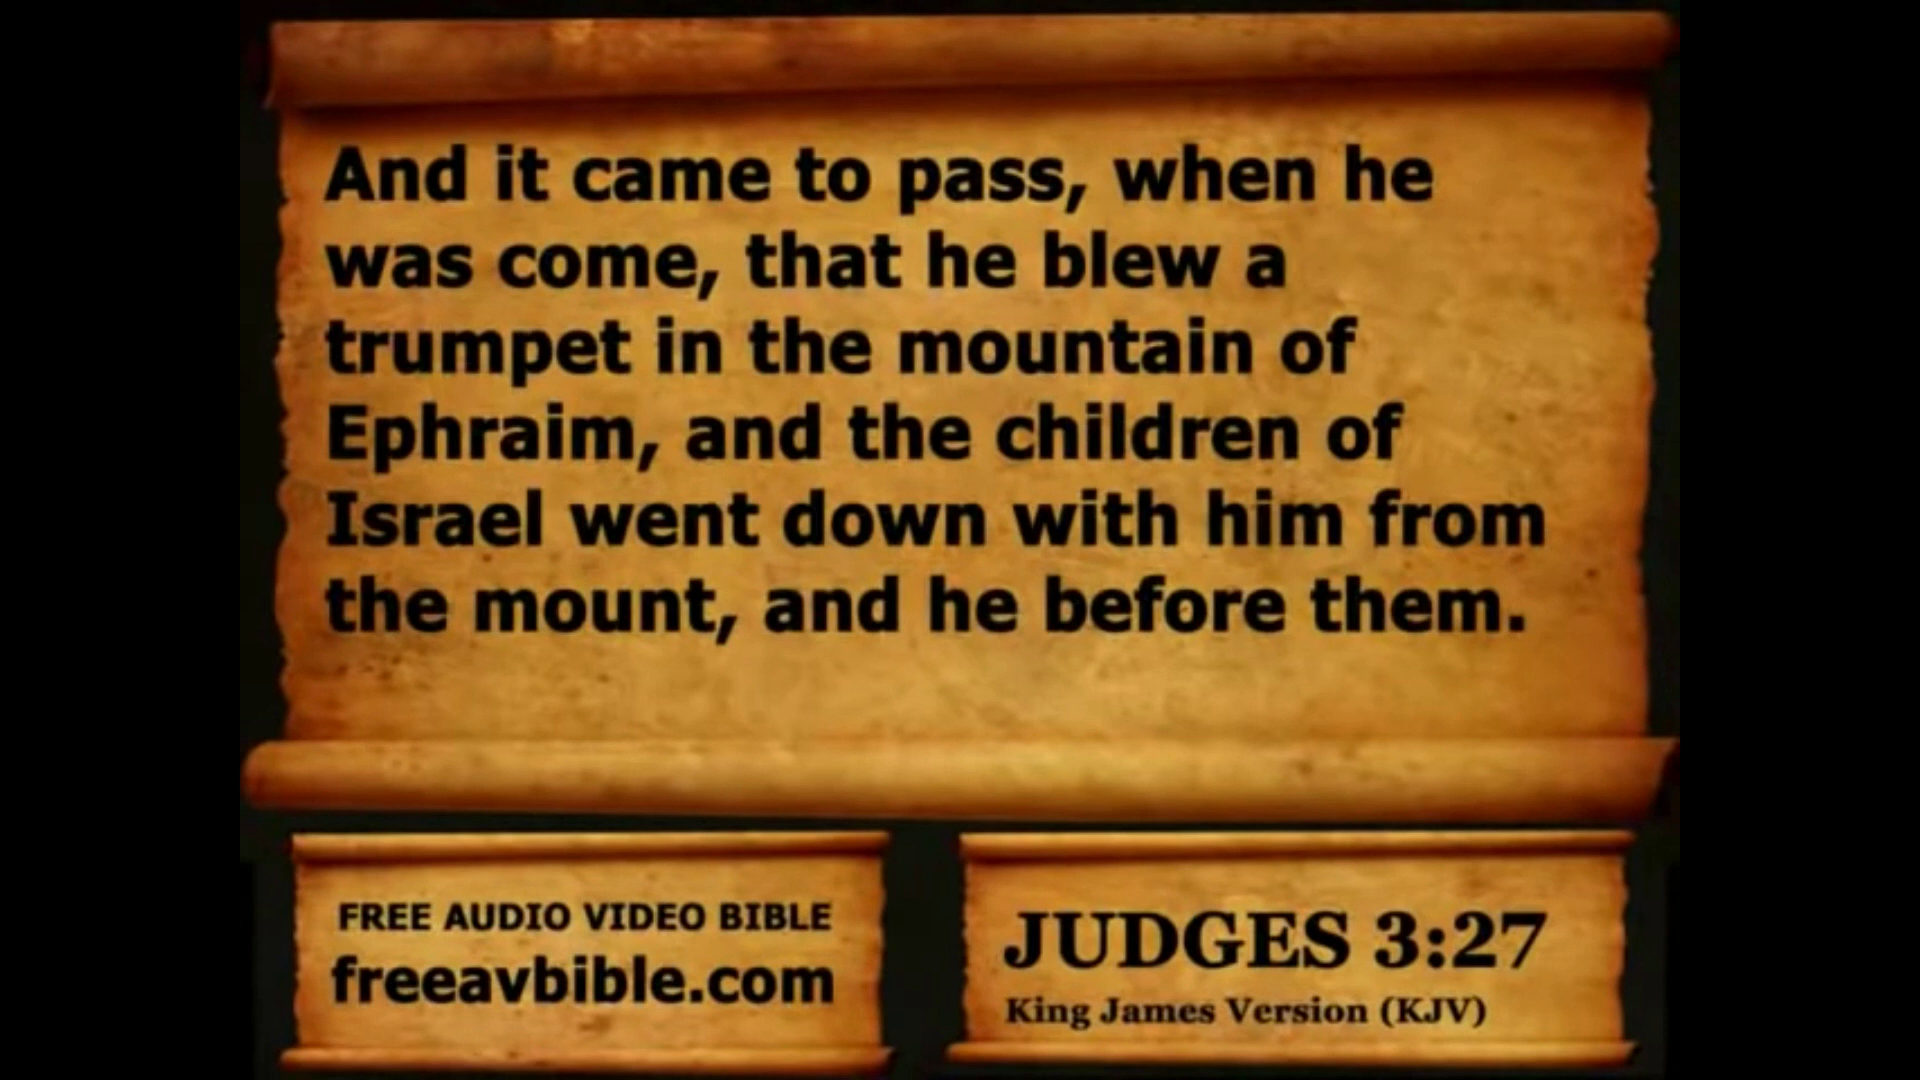 And it came to pass, when he
was come, that he blew a
trumpet in the mountain of
Ephraim, and the children of
Israel went down with him from
the mount, and he before them.
FREE AUDIO VIDEO BIBLE
freeavbible.com
JUDGES 3:27
King James Version (KJV)